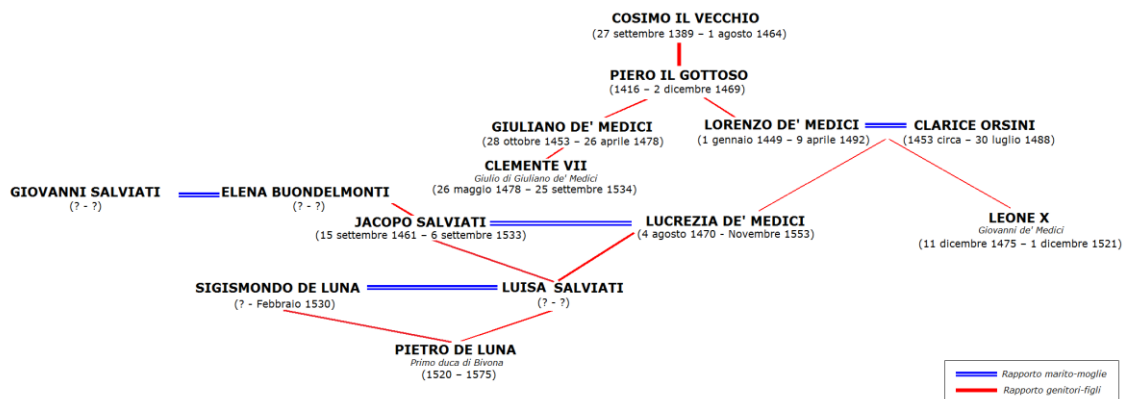 COSIMO IL VECCHIO
(27 settembre 1389 – 1 agosto 1464)
PIERO IL GOTTOSO
(1416 – 2 dicembre 1469)
GIULIANO DE' MEDICI
(28 ottobre 1453 – 26 aprile 1478)
LORENZO DE' MEDICI
(1 gennaio 1449 – 9 aprile 1492)
CLARICE ORSINI
(1453 circa – 30 luglio 1488)
CLEMENTE VII
Giulio di Giuliano de' Medici
(26 maggio 1478 – 25 settembre 1534)
GIOVANNI SALVIATI
(? - ?)
ELENA BUONDELMONTI
(? - ?)
JACOPO SALVIATI
(15 settembre 1461 – 6 settembre 1533)
LUCREZIA DE' MEDICI
(4 agosto 1470 - Novembre 1553)
LEONE X
Giovanni de' Medici
(11 dicembre 1475 – 1 dicembre 1521)
SIGISMONDO DE LUNA
(? - Febbraio 1530)
LUISA SALVIATI
(? - ?)
PIETRO DE LUNA
Primo duca di Bivona
(1520 – 1575)
Rapporto marito-moglie
Rapporto genitori-figli